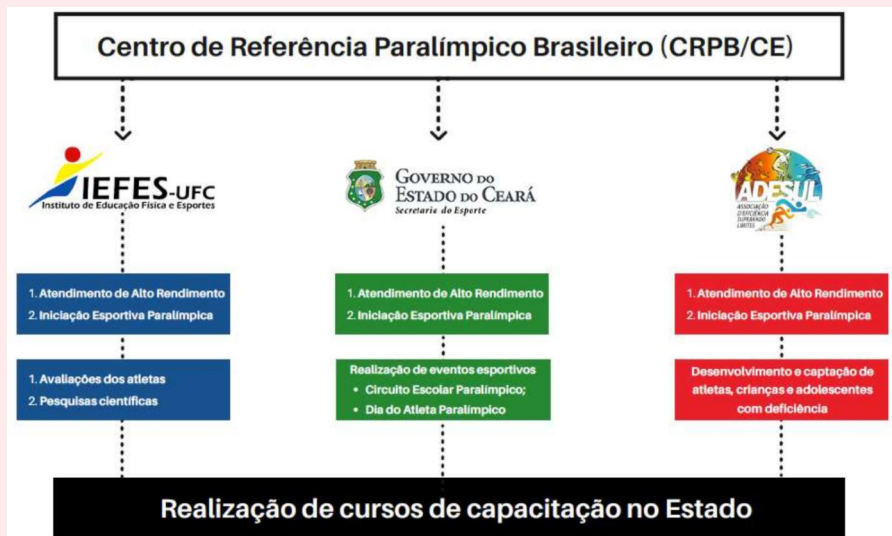 Centro de Referência Paralímpico Brasileiro (CRPB/CE)
IEFES-UFC
Instituto de Educação Física e Esportes
GOVERNO DO
ESTADO DO CEARÁ
Secretaria do Esporte
ADESUL
ASSOCIAÇÃO
D'EFICIÊNCIA
SUPERANDO
LIMITES
1. Atendimento de Alto Rendimento
2. Iniciação Esportiva Paralímpica
1. Atendimento de Alto Rendimento
2. Iniciação Esportiva Paralímpica
1. Atendimento de Alto Rendimento
2. Iniciação Esportiva Paralímpica
1. Avaliações dos atletas
2. Pesquisas científicas
Realização de eventos esportivos
• Circuito Escolar Paralímpico;
• Dia do Atleta Paralímpico
Desenvolvimento e captação de
atletas, crianças e adolescentes
com deficiência
Realização de cursos de capacitação no Estado